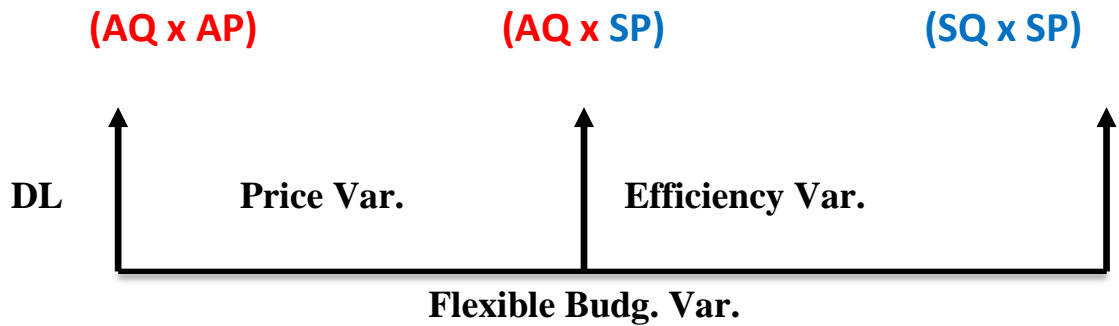 (AQ x AP) (AQ x SP) (SQ x SP)
DL Price Var. Efficiency Var.
Flexible Budg. Var.